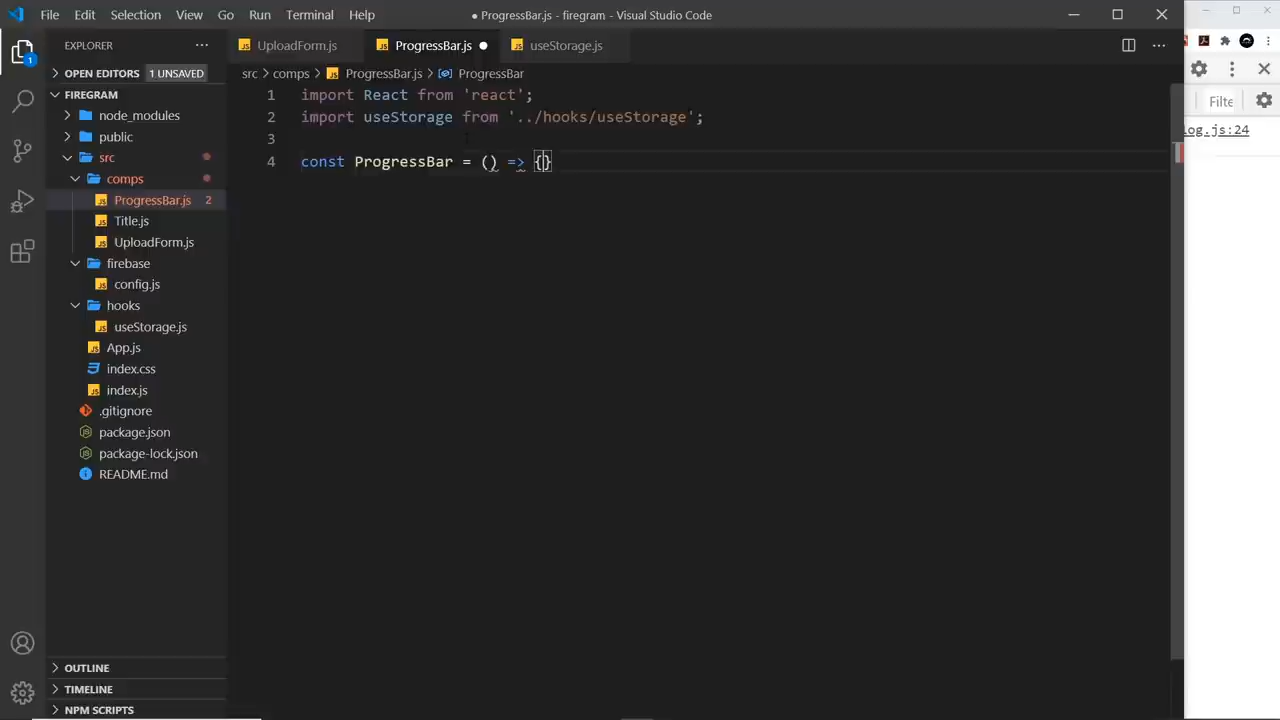 File Edit Selection View Go Run Terminal Help ● ProgressBar.js - firegram - Visual Studio Code
EXPLORER
OPEN EDITORS 1 UNSAVED
FIREGRAM
node_modules
public
src
comps
ProgressBar.js 2
Title.js
UploadForm.js
firebase
config.js
hooks
useStorage.js
App.js
index.css
index.js
.gitignore
package.json
package-lock.json
README.md
OUTLINE
TIMELINE
NPM SCRIPTS
1
UploadForm.js ProgressBar.js ● useStorage.js
src > comps > ProgressBar.js > ProgressBar
1 import React from 'react';
2 import useStorage from '../hooks/useStorage';
3
4 const ProgressBar = () => {}
Filte
log.js:24